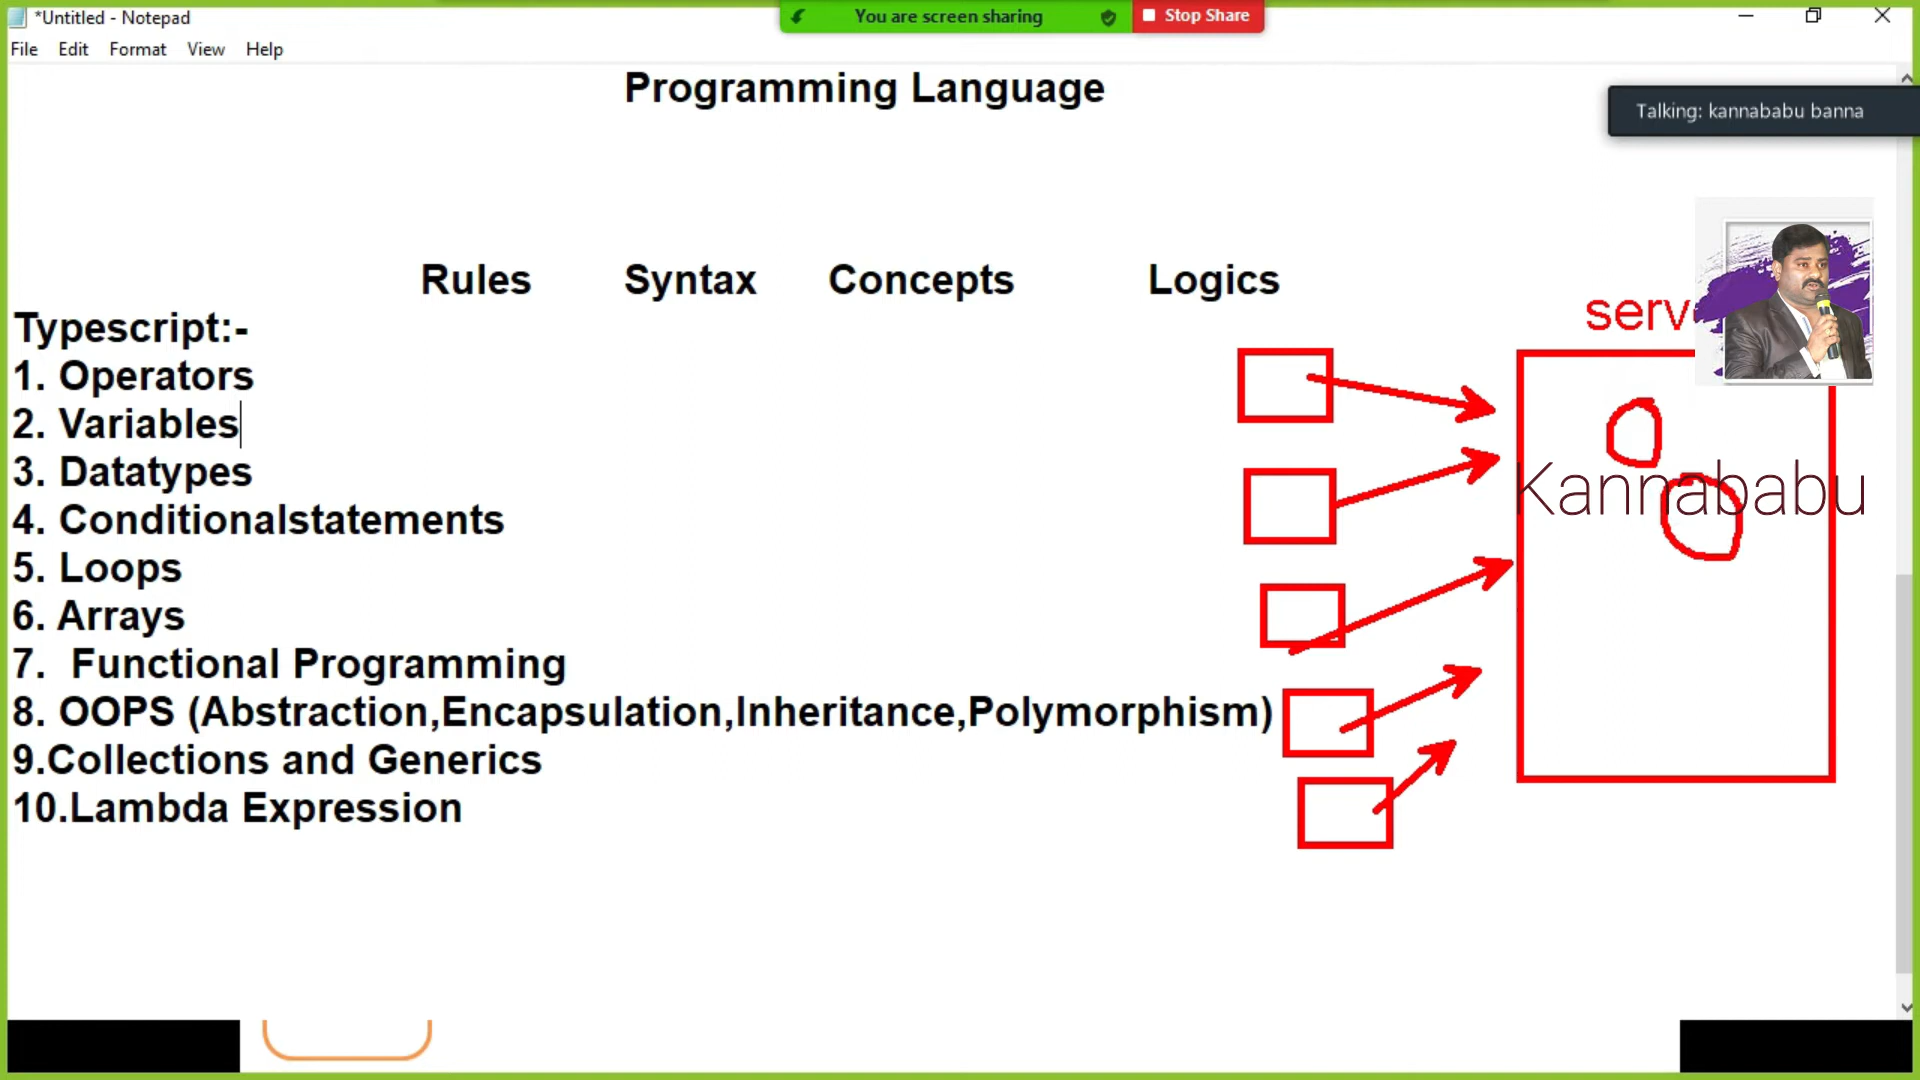 *Untitled - Notepad
You are screen sharing
Stop Share
File Edit Format View Help
Programming Language
Talking: kannababu banna
Rules Syntax Concepts Logics
serv
Typescript:-
1. Operators
2. Variables
3. Datatypes
Kannababu
4. Conditionalstatements
5. Loops
6. Arrays
7.  Functional Programming
8. OOPS (Abstraction,Encapsulation,Inheritance,Polymorphism)
9.Collections and Generics
10.Lambda Expression